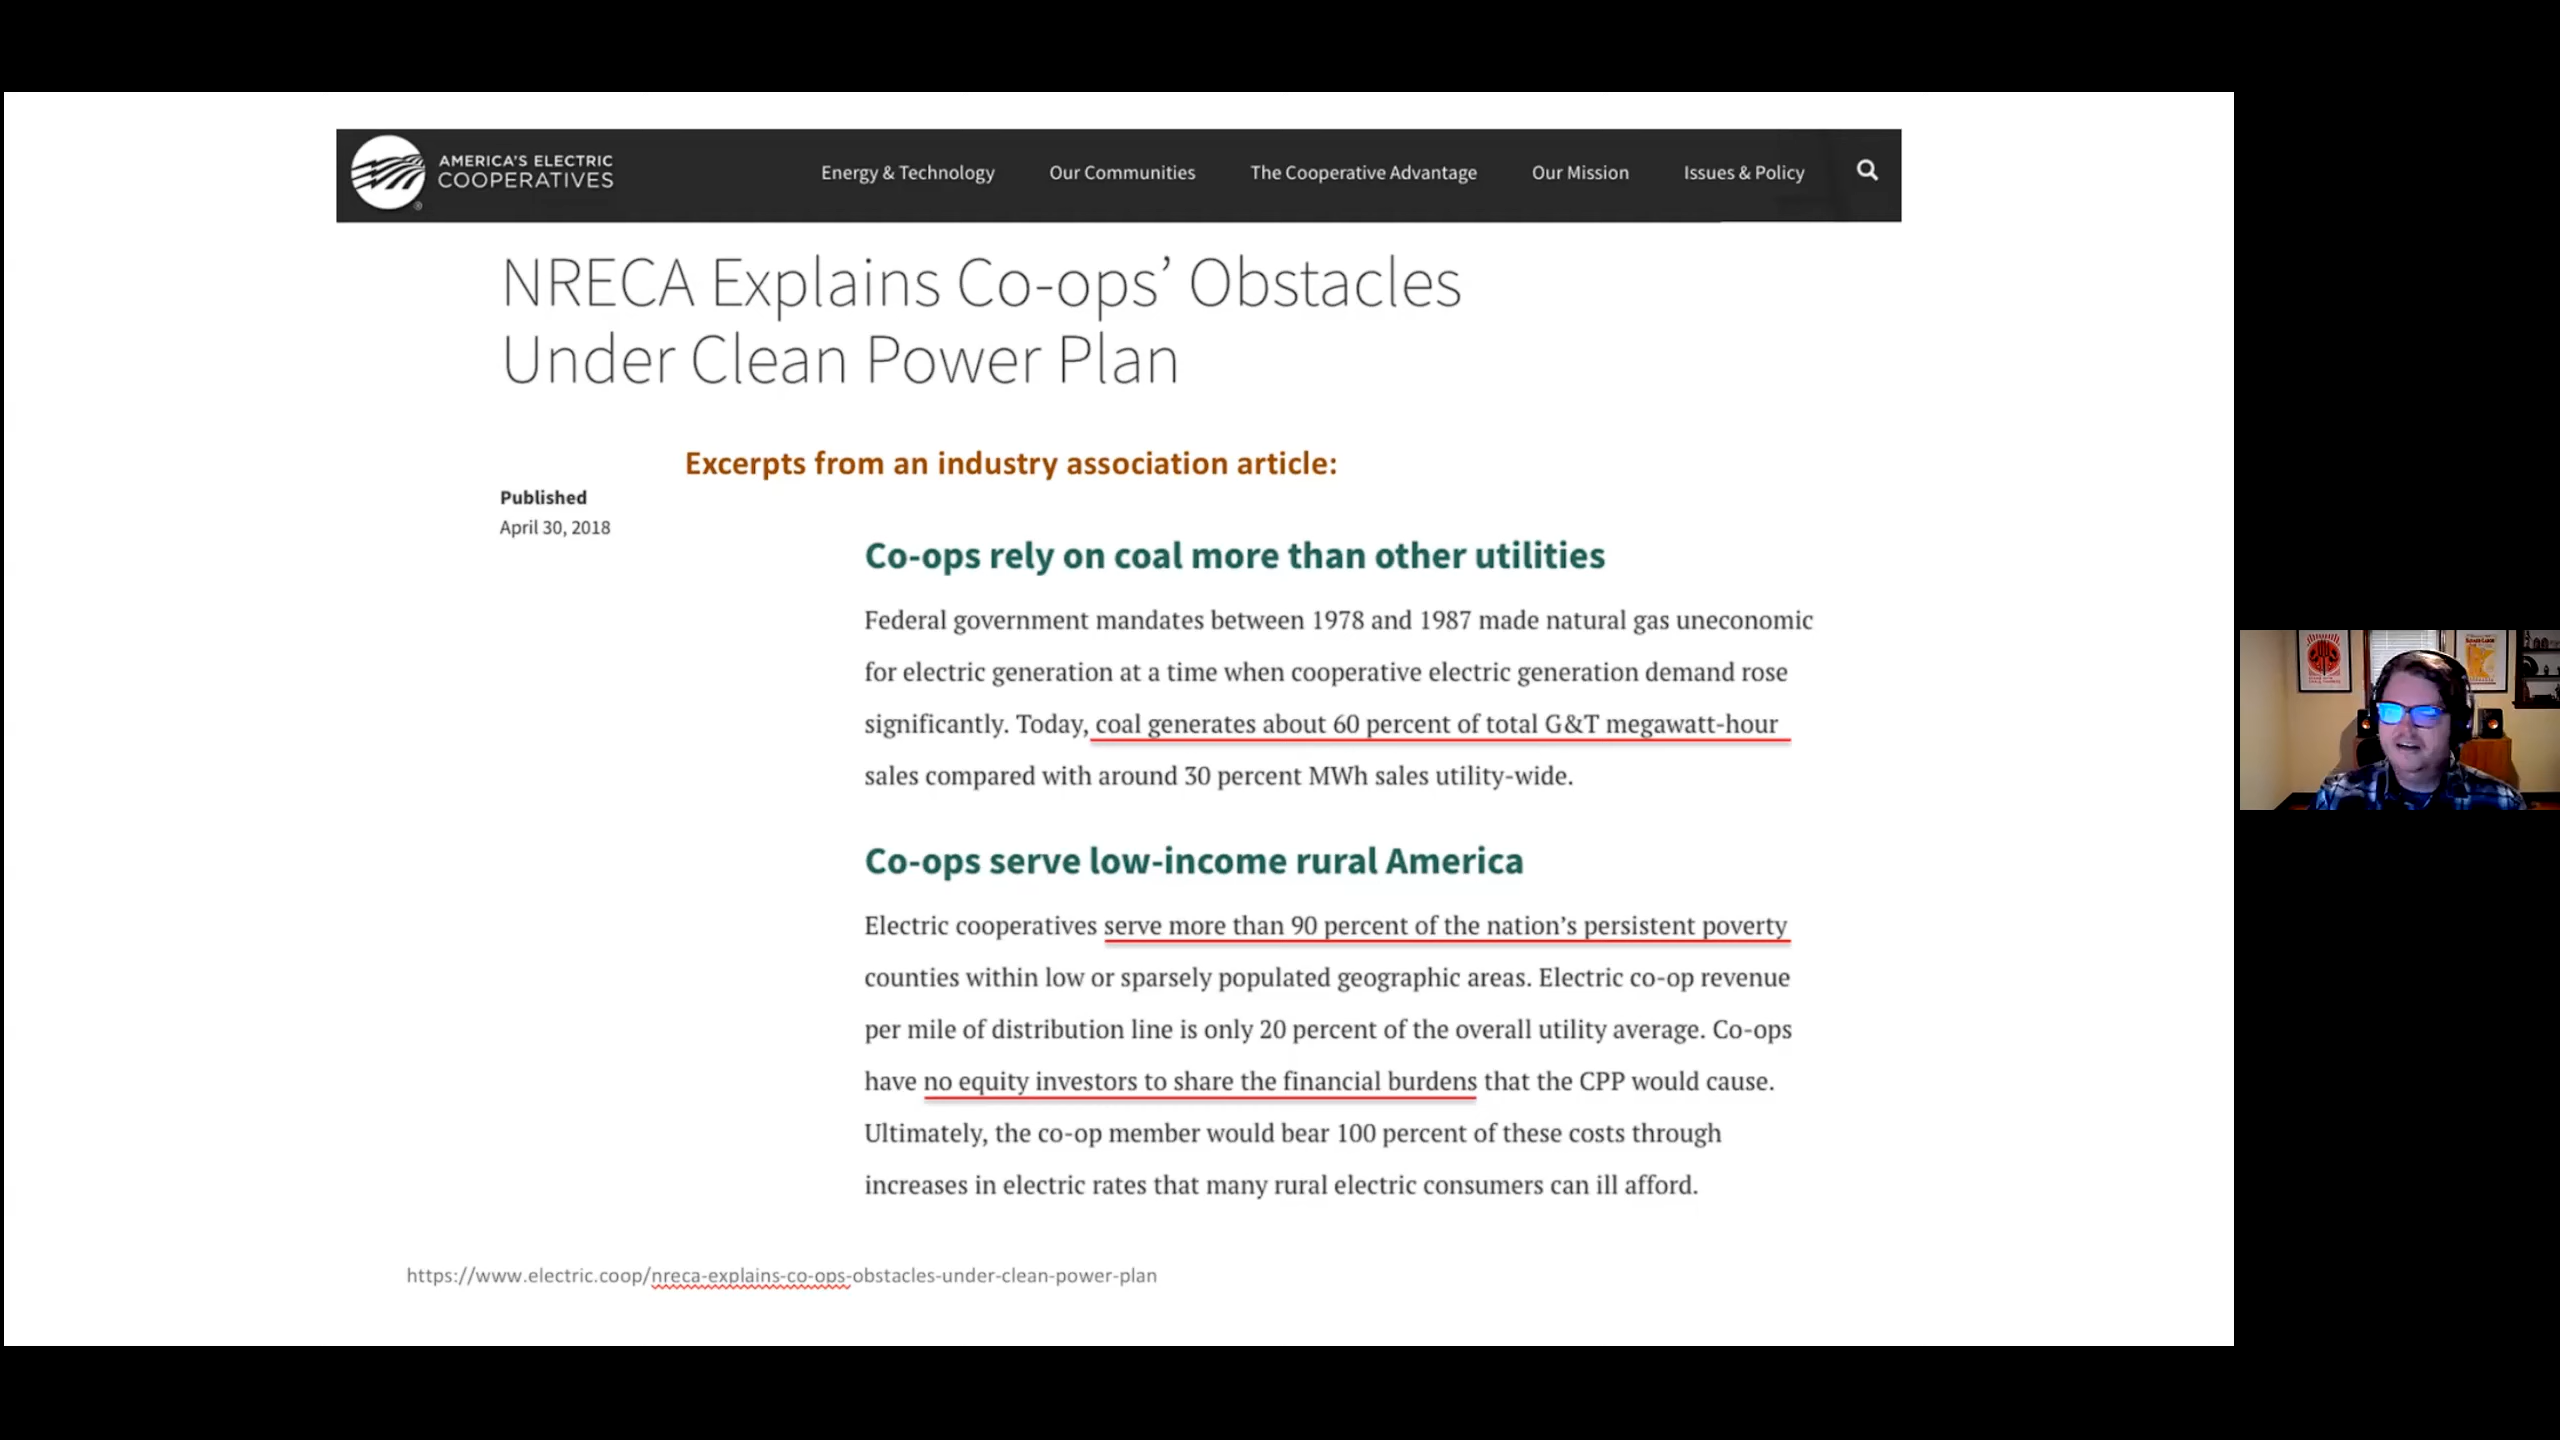 AMERICA'S ELECTRIC
COOPERATIVES
®
Energy & Technology
Our Communities
The Cooperative Advantage
Our Mission
Issues & Policy
NRECA Explains Co-ops’ Obstacles
Under Clean Power Plan
Excerpts from an industry association article:
Published
April 30, 2018
Co-ops rely on coal more than other utilities
Federal government mandates between 1978 and 1987 made natural gas uneconomic
for electric generation at a time when cooperative electric generation demand rose
significantly. Today, coal generates about 60 percent of total G&T megawatt-hour
sales compared with around 30 percent MWh sales utility-wide.
Co-ops serve low-income rural America
Electric cooperatives serve more than 90 percent of the nation’s persistent poverty
counties within low or sparsely populated geographic areas. Electric co-op revenue
per mile of distribution line is only 20 percent of the overall utility average. Co-ops
have no equity investors to share the financial burdens that the CPP would cause.
Ultimately, the co-op member would bear 100 percent of these costs through
increases in electric rates that many rural electric consumers can ill afford.
https://www.electric.coop/nreca-explains-co-ops-obstacles-under-clean-power-plan